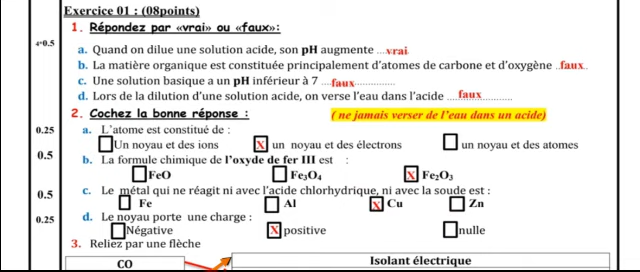 Exercice 01 : (08points)
1. Répondez par «vrai» ou «faux»:
4*0.5
a. Quand on dilue une solution acide, son pH augmente ....vrai
b. La matière organique est constituée principalement d'atomes de carbone et d'oxygène ..faux..
c. Une solution basique a un pH inférieur à 7 ....faux..............
d. Lors de la dilution d'une solution acide, on verse l'eau dans l'acide ....faux............
2. Cochez la bonne réponse : ( ne jamais verser de l'eau dans un acide)
0.25 a. L'atome est constitué de :
Un noyau et des ions X un noyau et des électrons un noyau et des atomes
0.5 b. La formule chimique de l'oxyde de fer III est :
FeO Fe₃O₄ X Fe₂O₃
0.5 c. Le métal qui ne réagit ni avec l'acide chlorhydrique, ni avec la soude est :
Fe Al X Cu Zn
0.25 d. Le noyau porte une charge :
Négative X positive nulle
3. Reliez par une flèche
CO Isolant électrique